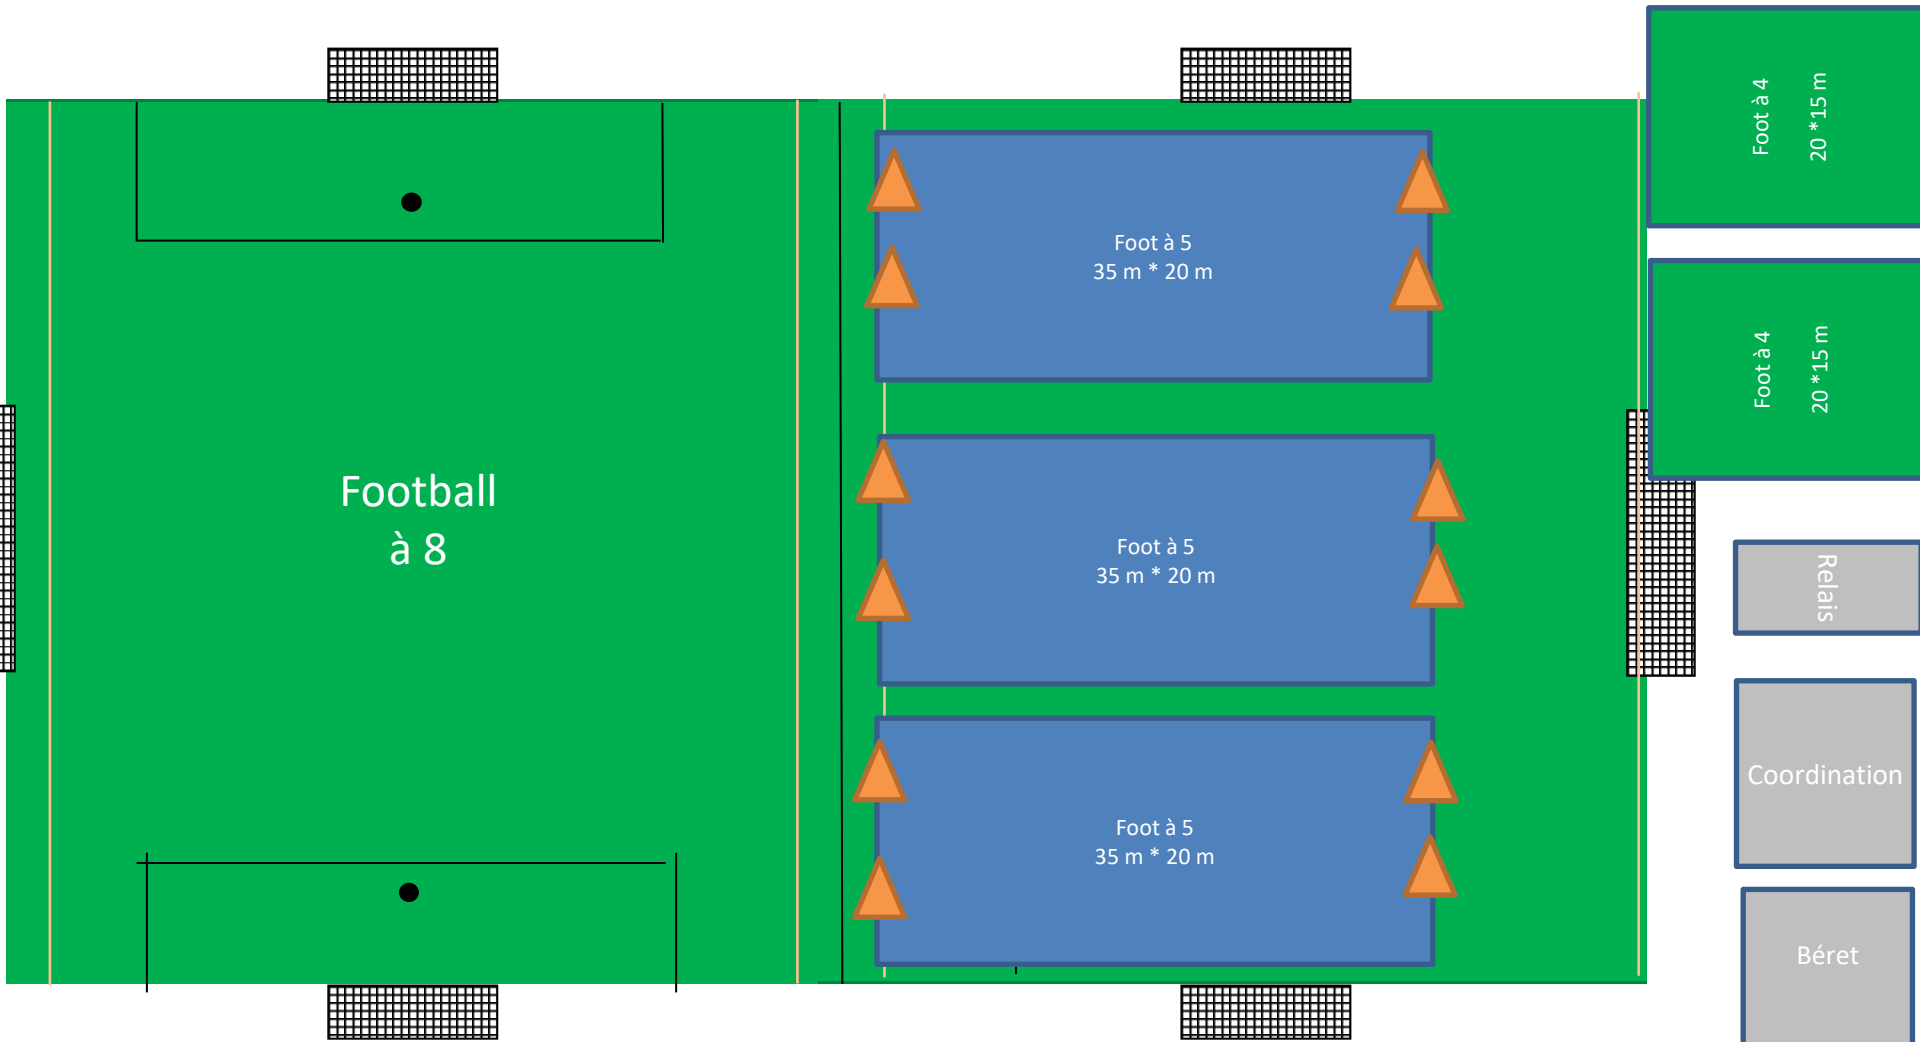 Football
à 8
Foot à 5
35 m * 20 m
Foot à 5
35 m * 20 m
Foot à 5
35 m * 20 m
Foot à 4
20 *15 m
Foot à 4
20 *15 m
Relais
Coordination
Béret